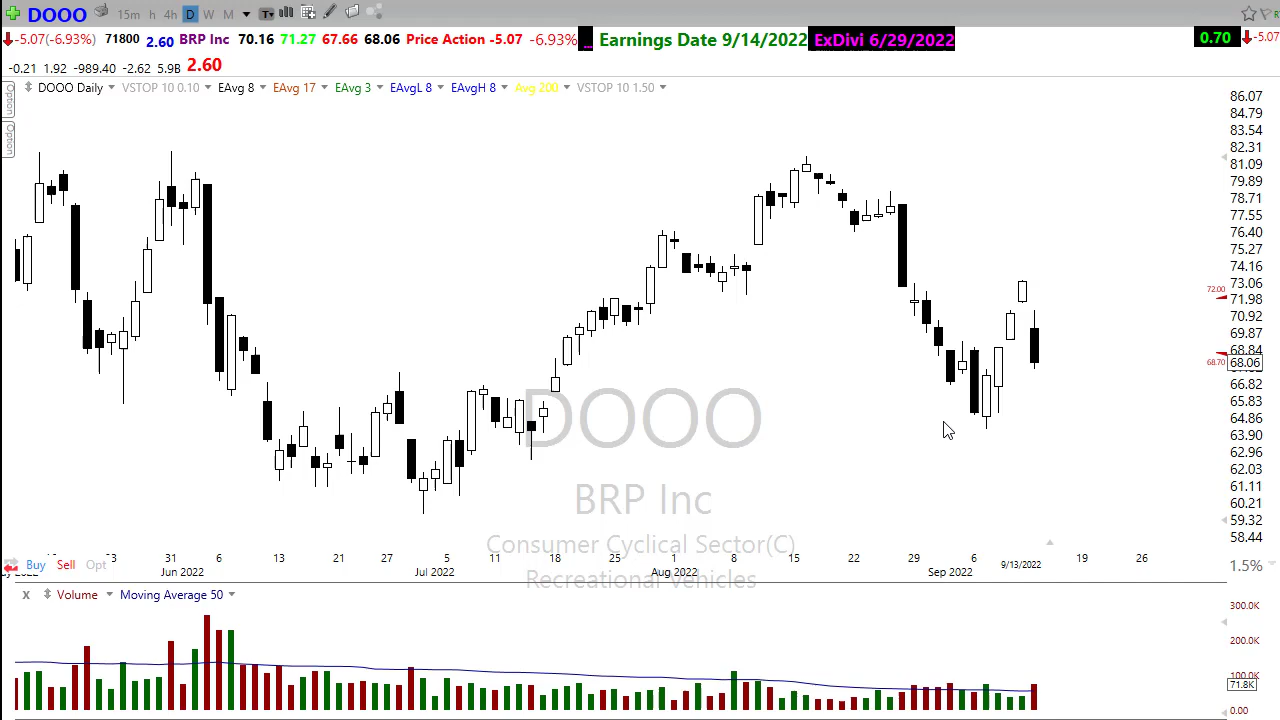 DOOO 15m h 4h D W M T
-5.07(-6.93%) 71800 2.60 BRP Inc 70.16 71.27 67.66 68.06 Price Action -5.07 -6.93% ... Earnings Date 9/14/2022 ExDivi 6/29/2022 0.70 -5.07
-0.21 1.92 -989.40 -2.62 5.9B 2.60
DOOO Daily VSTOP 10 0.10 EAvg 8 EAvg 17 EAvg 3 EAvgL 8 EAvgH 8 Avg 200 VSTOP 10 1.50
Option
Option
86.07
84.79
83.54
82.31
81.09
79.89
78.71
77.55
76.40
75.27
74.16
73.06
72.00 71.98
70.92
69.87
68.84
68.70 68.06
66.82
65.83
64.86
63.90
62.96
62.03
61.11
60.21
59.32
58.44
DOOO
BRP Inc
Consumer Cyclical Sector(C)
Recreational Vehicles
31 6 13 21 27 5 11 18 25 1 8 15 22 29 6 9/13/2022 19 26
Buy Sell Opt
2022 Jun 2022 Jul 2022 Aug 2022 Sep 2022
1.5%
x Volume Moving Average 50
300.0K
200.0K
100.0K
71.8K
0.00